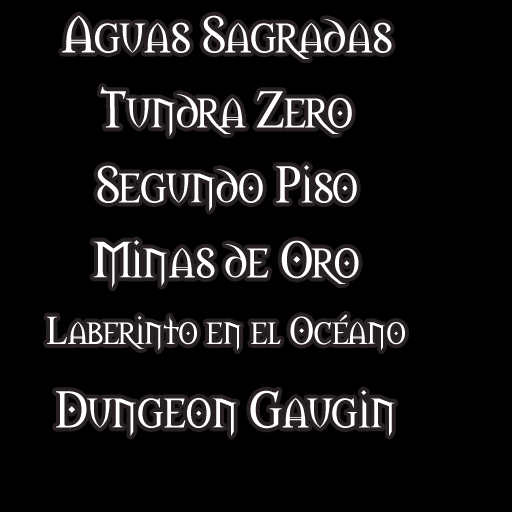 Aguas Sagradas
Tundra Zero
Segundo Piso
Minas de Oro
Laberinto en el Océano
Dungeon Gaugin